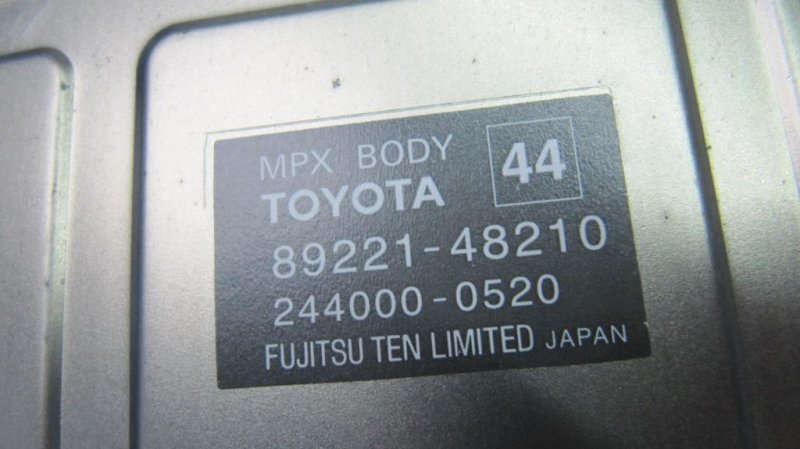 MPX BODY 44
TOYOTA
89221-48210
244000-0520
FUJITSU TEN LIMITED JAPAN